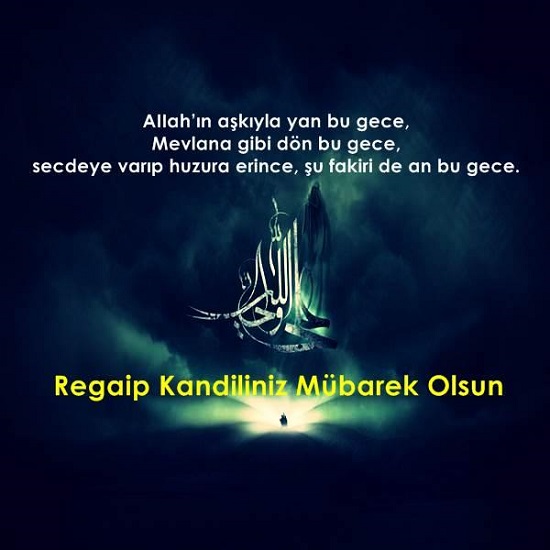 Allah'ın aşkıyla yan bu gece,
Mevlana gibi dön bu gece,
secdeye varıp huzura erince, şu fakiri de an bu gece.
Regaip Kandiliniz Mübarek Olsun